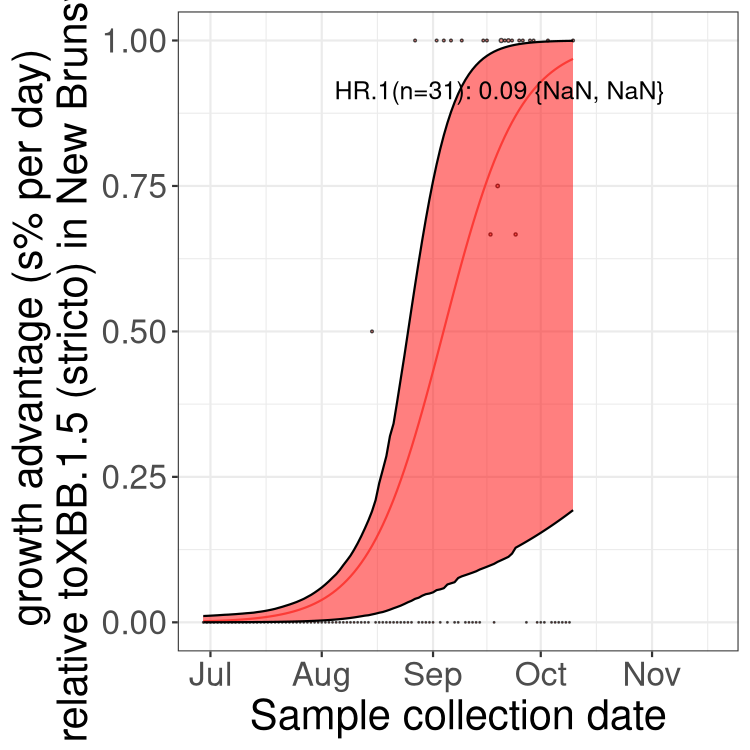 growth advantage (s% per day)
relative toXBB.1.5 (stricto) in New
1.00
0.75
0.50
0.25
0.00
HR.1(n=31): 0.09 {NaN, NaN}
Jul Aug Sep Oct Nov
Sample collection date